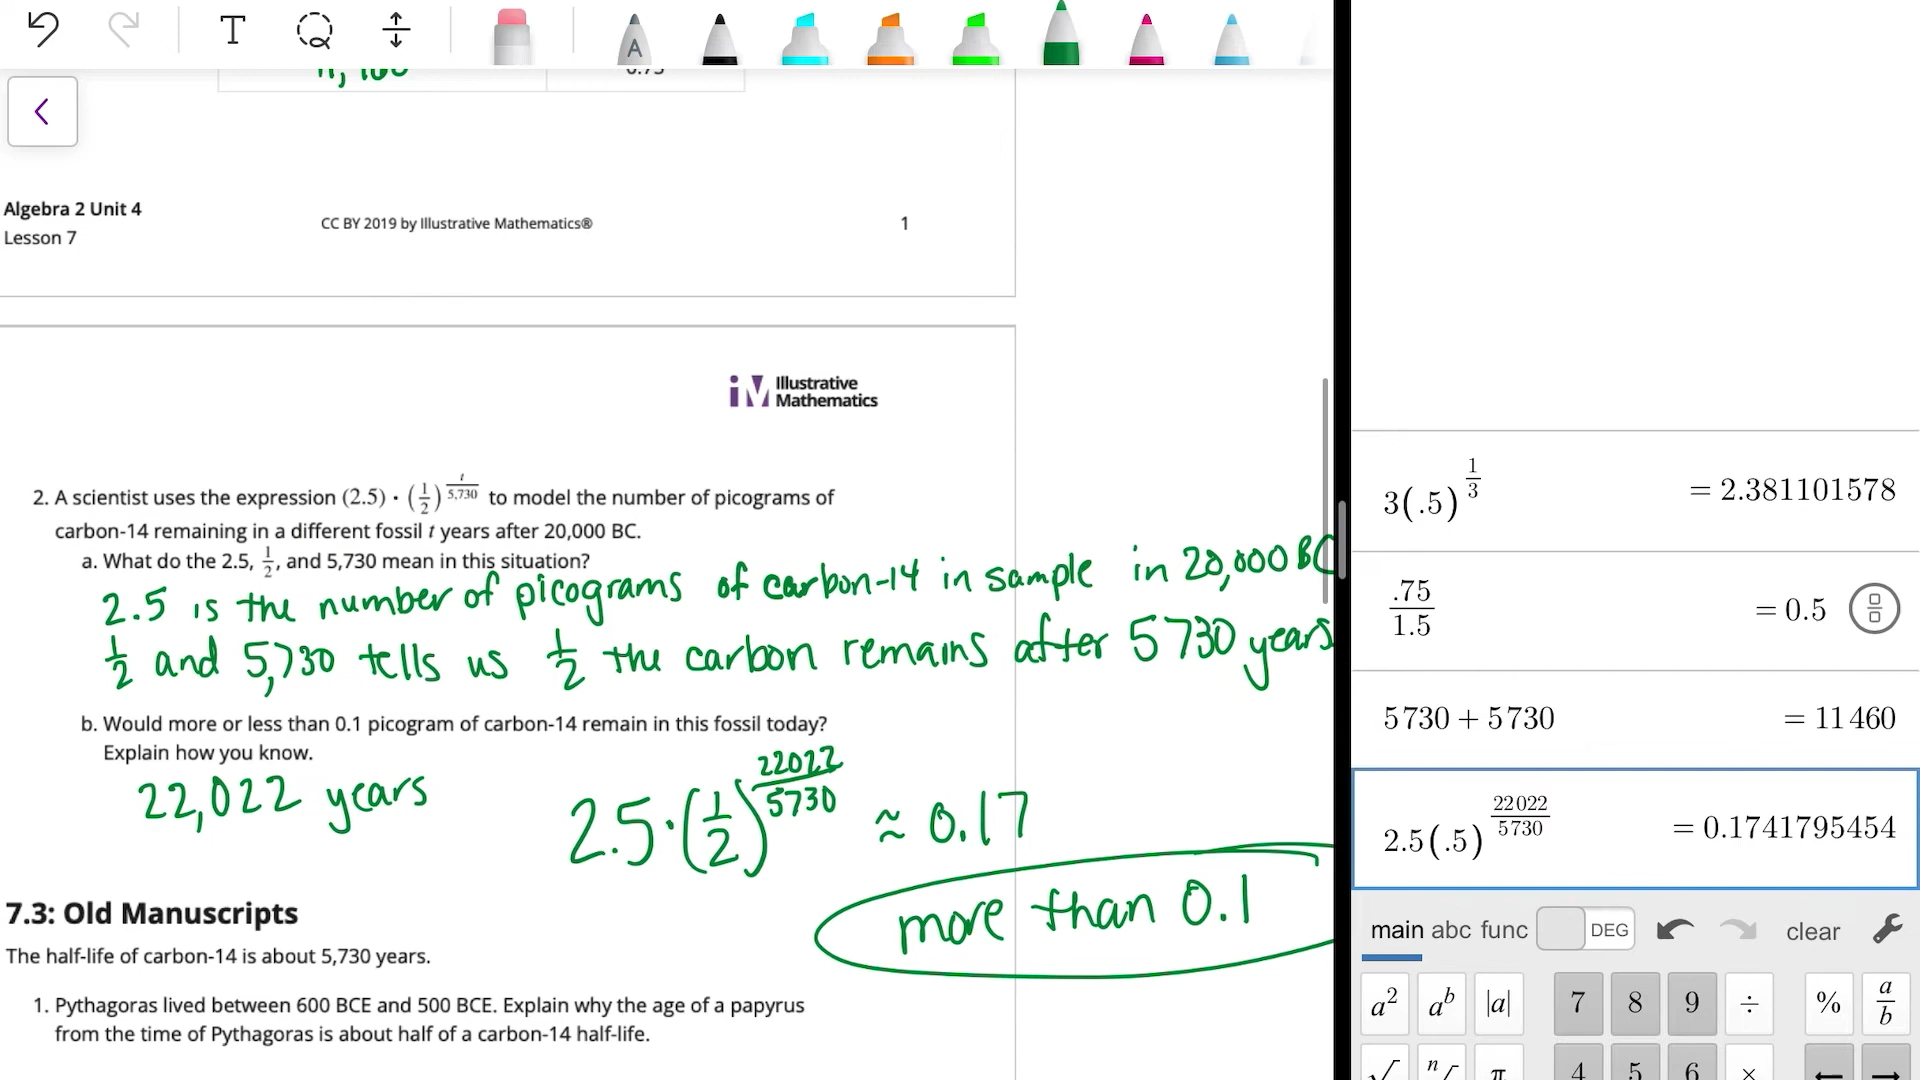 T
A
11,460
0.75
Algebra 2 Unit 4
Lesson 7
CC BY 2019 by Illustrative Mathematics®
1
Illustrative
Mathematics
2. A scientist uses the expression (2.5) · (1/2)^(t/5,730) to model the number of picograms of
carbon-14 remaining in a different fossil t years after 20,000 BC.
a. What do the 2.5, 1/2, and 5,730 mean in this situation?
2.5 is the number of picograms of carbon-14 in sample in 20,000 BC
1/2 and 5,730 tells us 1/2 the carbon remains after 5730 years
b. Would more or less than 0.1 picogram of carbon-14 remain in this fossil today?
Explain how you know.
22,022 years
2.5·(1/2)^(22022/5730) ≈ 0.17
more than 0.1
7.3: Old Manuscripts
The half-life of carbon-14 is about 5,730 years.
1. Pythagoras lived between 600 BCE and 500 BCE. Explain why the age of a papyrus
from the time of Pythagoras is about half of a carbon-14 half-life.
3(.5)^(1/3) = 2.381101578
.75/1.5 = 0.5
5730 + 5730 = 11460
2.5(.5)^(22022/5730) = 0.1741795454
main abc func DEG clear
a² a^b |a| 7 8 9 ÷ % a/b
√ n√ π 4 5 6 × ← →